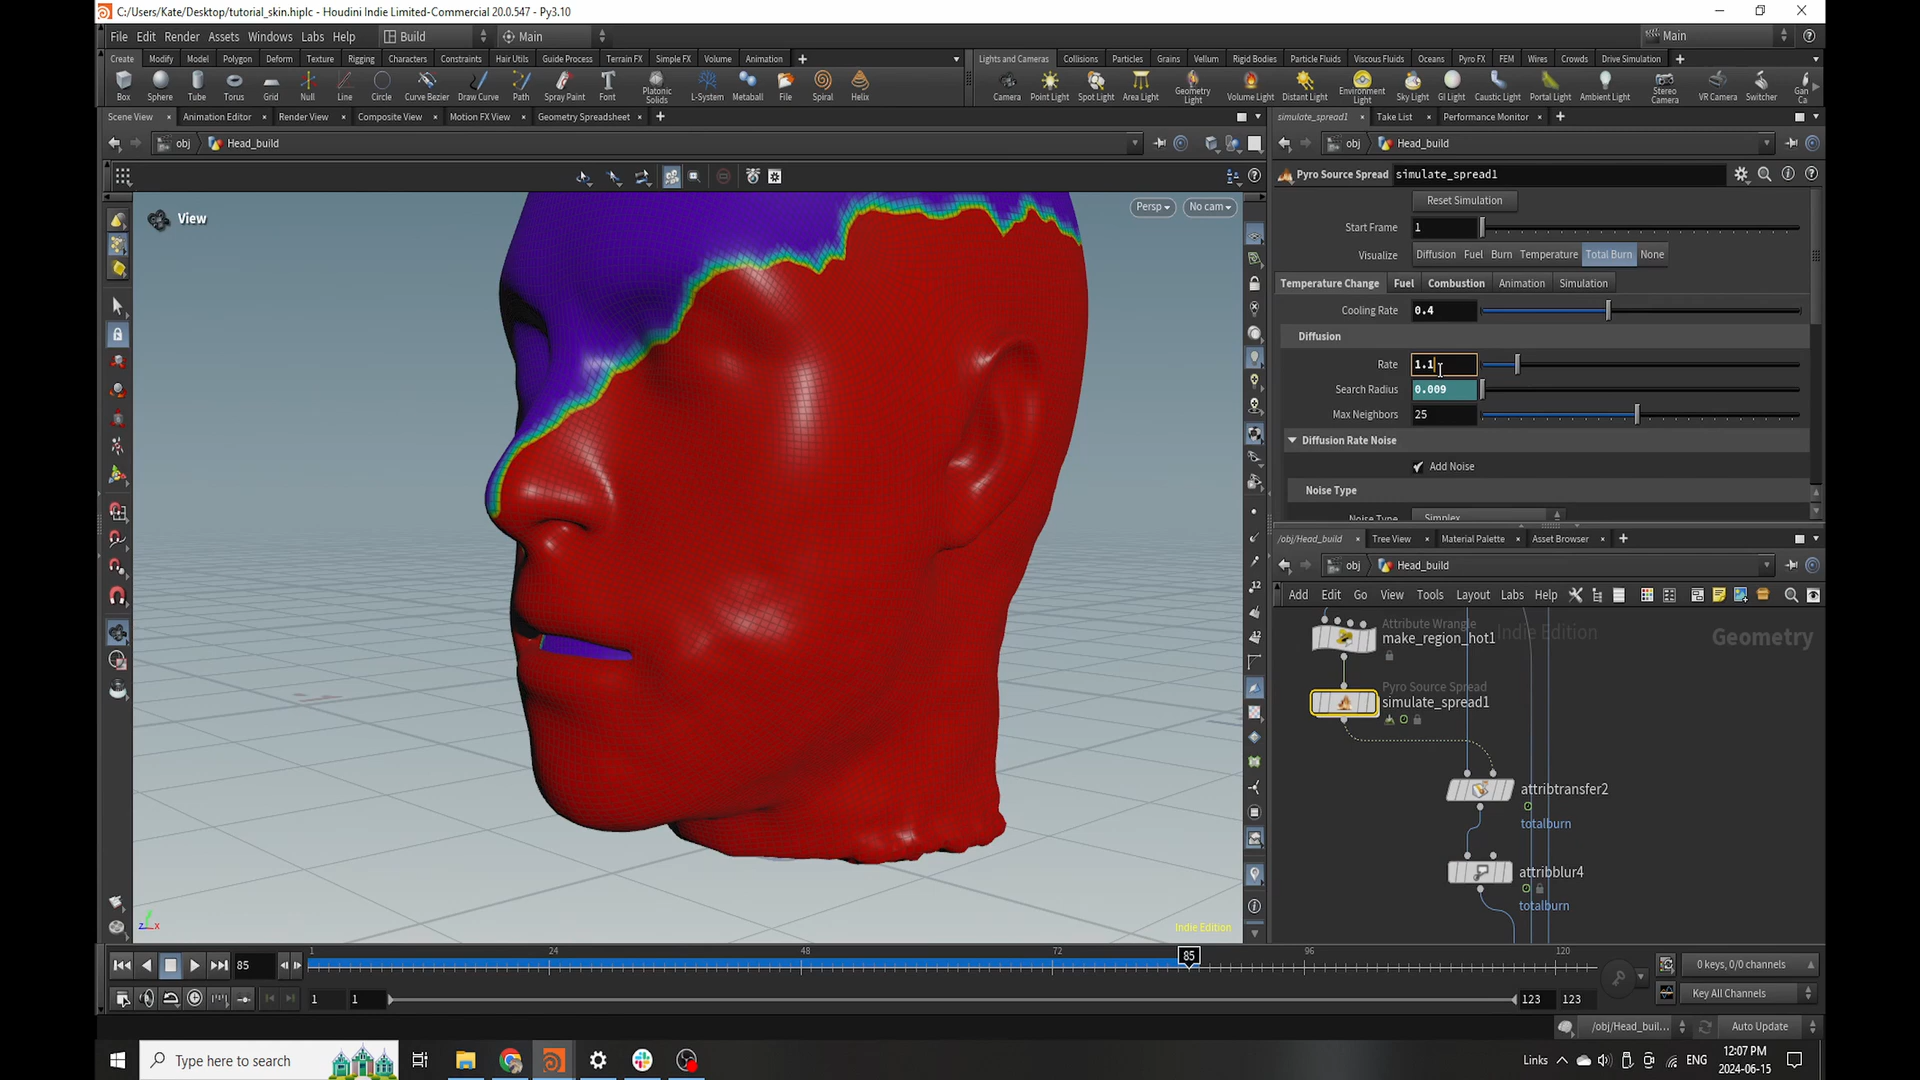 C:/Users/Kate/Desktop/tutorial_skin.hiplc - Houdini Indie Limited-Commercial 20.0.547 - Py3.10
File Edit Render Assets Windows Labs Help Build Main Main
Create Modify Model Polygon Deform Texture Rigging Characters Constraints Hair Utils Guide Process Terrain FX Simple FX Volume Animation
Lights and Cameras Collisions Particles Grains Vellum Rigid Bodies Particle Fluids Viscous Fluids Oceans Pyro FX FEM Wires Crowds Drive Simulation
Box Sphere Tube Torus Grid Null Line Circle Curve Bezier Draw Curve Path Spray Paint Font Platonic Solids L-System Metaball File Spiral Helix
Camera Point Light Spot Light Area Light Geometry Light Volume Light Distant Light Environment Light Sky Light GI Light Caustic Light Portal Light Ambient Light Stereo Camera VR Camera Switcher Gan Ca
Scene View Animation Editor Render View Composite View Motion FX View Geometry Spreadsheet
simulate_spread1 Take List Performance Monitor
obj Head_build
obj Head_build
View
Persp No cam
Pyro Source Spread simulate_spread1
Reset Simulation
Start Frame 1
Visualize Diffusion Fuel Burn Temperature Total Burn None
Temperature Change Fuel Combustion Animation Simulation
Cooling Rate 0.4
Diffusion
Rate 1.1
Search Radius 0.009
Max Neighbors 25
Diffusion Rate Noise
Add Noise
Noise Type
Noise Type Simplex
/obj/Head_build Tree View Material Palette Asset Browser
obj Head_build
Add Edit Go View Tools Layout Labs Help
Attribute Wrangle
make_region_hot1
Indie Edition
Geometry
Pyro Source Spread
simulate_spread1
attribtransfer2
totalburn
attribblur4
totalburn
Indie Edition
85
1 24 48 72 85 96 120
0 keys, 0/0 channels
1 1 123 123
Key All Channels
/obj/Head_buil... Auto Update
Type here to search
Links ENG
12:07 PM
2024-06-15